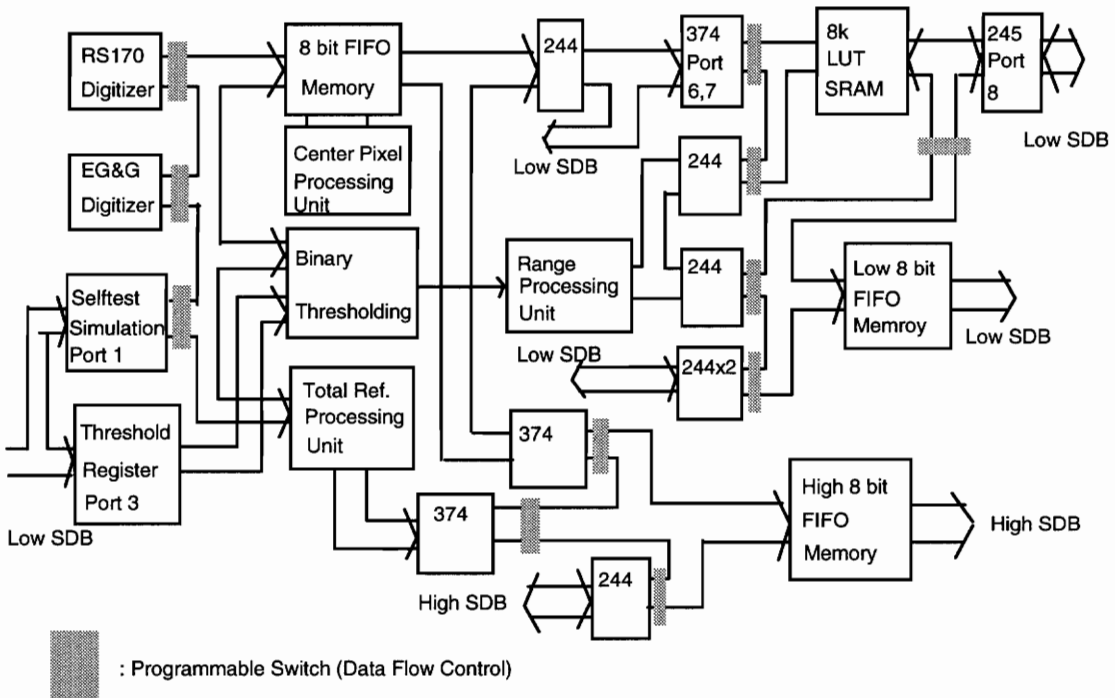 RS170
Digitizer
8 bit FIFO
Memory
Center Pixel
Processing
Unit
244
Low SDB
374
Port
6,7
8k
LUT
SRAM
245
Port
8
Low SDB
EG&G
Digitizer
244
Binary
Thresholding
Range
Processing
Unit
244
Low 8 bit
FIFO
Memroy
Low SDB
Selftest
Simulation
Port 1
Low SDB
244x2
Total Ref.
Processing
Unit
Threshold
Register
Port 3
Low SDB
374
374
High 8 bit
FIFO
Memory
High SDB
High SDB
244
: Programmable Switch (Data Flow Control)